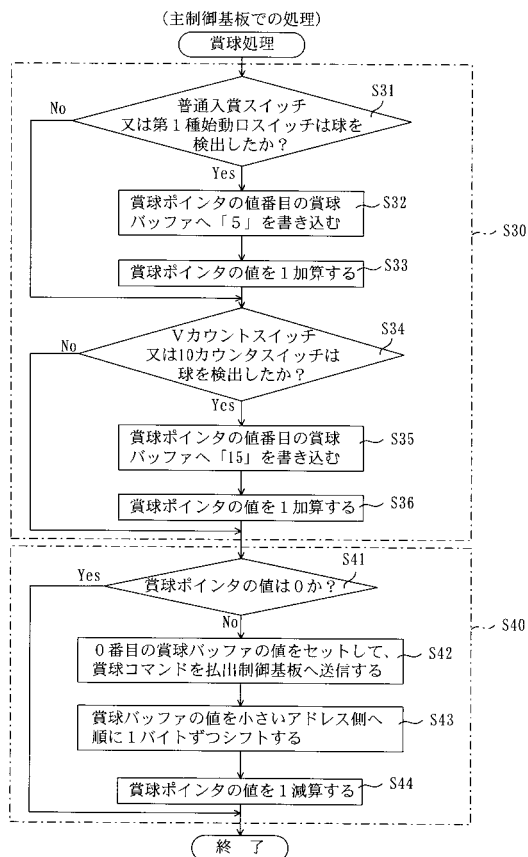 (主制御基板での処理)
賞球処理
S31
No
普通入賞スイッチ
又は第1種始動口スイッチは球を
検出したか？
Yes
賞球ポインタの値番目の賞球
バッファへ「5」を書き込む
S32
S30
賞球ポインタの値を1加算する
S33
S34
No
Vカウントスイッチ
又は10カウンタスイッチは
球を検出したか？
Yes
賞球ポインタの値番目の賞球
バッファへ「15」を書き込む
S35
賞球ポインタの値を1加算する
S36
S41
Yes
賞球ポインタの値は0か？
No
S40
0番目の賞球バッファの値をセットして、
賞球コマンドを払出制御基板へ送信する
S42
賞球バッファの値を小さいアドレス側へ
順に1バイトずつシフトする
S43
賞球ポインタの値を1減算する
S44
終 了